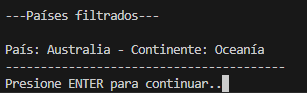 ---Países filtrados---
País: Australia - Continente: Oceanía
----------------------------------------
Presione ENTER para continuar..